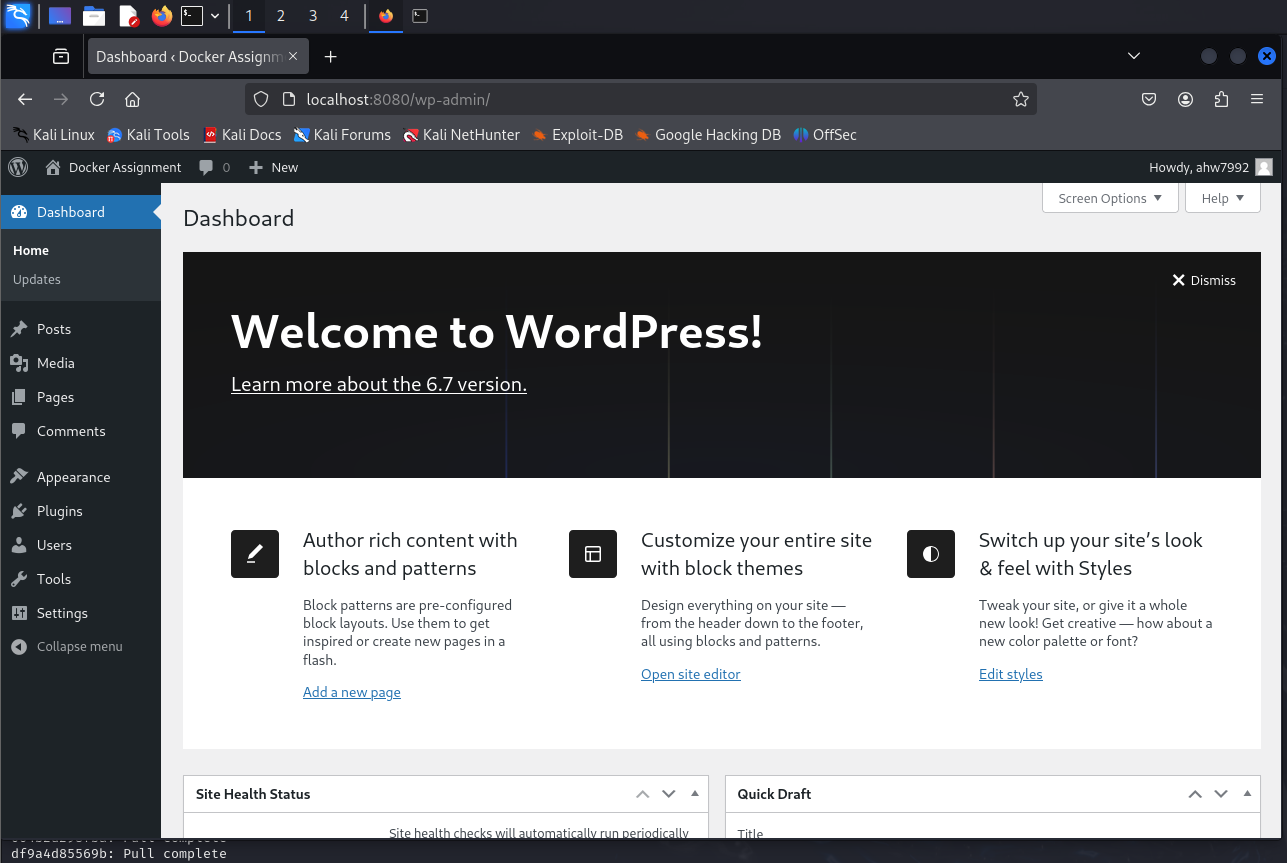 1 2 3 4
Dashboard ‹ Docker Assignm
localhost:8080/wp-admin/
Kali Linux Kali Tools Kali Docs Kali Forums Kali NetHunter Exploit-DB Google Hacking DB OffSec
Docker Assignment 0 New Howdy, ahw7992
Screen Options Help
Dashboard
Home
Updates
Posts
Media
Pages
Comments
Appearance
Plugins
Users
Tools
Settings
Collapse menu
Dashboard
Dismiss
Welcome to WordPress!
Learn more about the 6.7 version.
Author rich content with
blocks and patterns
Block patterns are pre-configured
block layouts. Use them to get
inspired or create new pages in a
flash.
Add a new page
Customize your entire site
with block themes
Design everything on your site —
from the header down to the footer,
all using blocks and patterns.
Open site editor
Switch up your site’s look
& feel with Styles
Tweak your site, or give it a whole
new look! Get creative — how about a
new color palette or font?
Edit styles
Site Health Status
Site health checks will automatically run periodically
Quick Draft
Title
Pull complete
df9a4d85569b: Pull complete